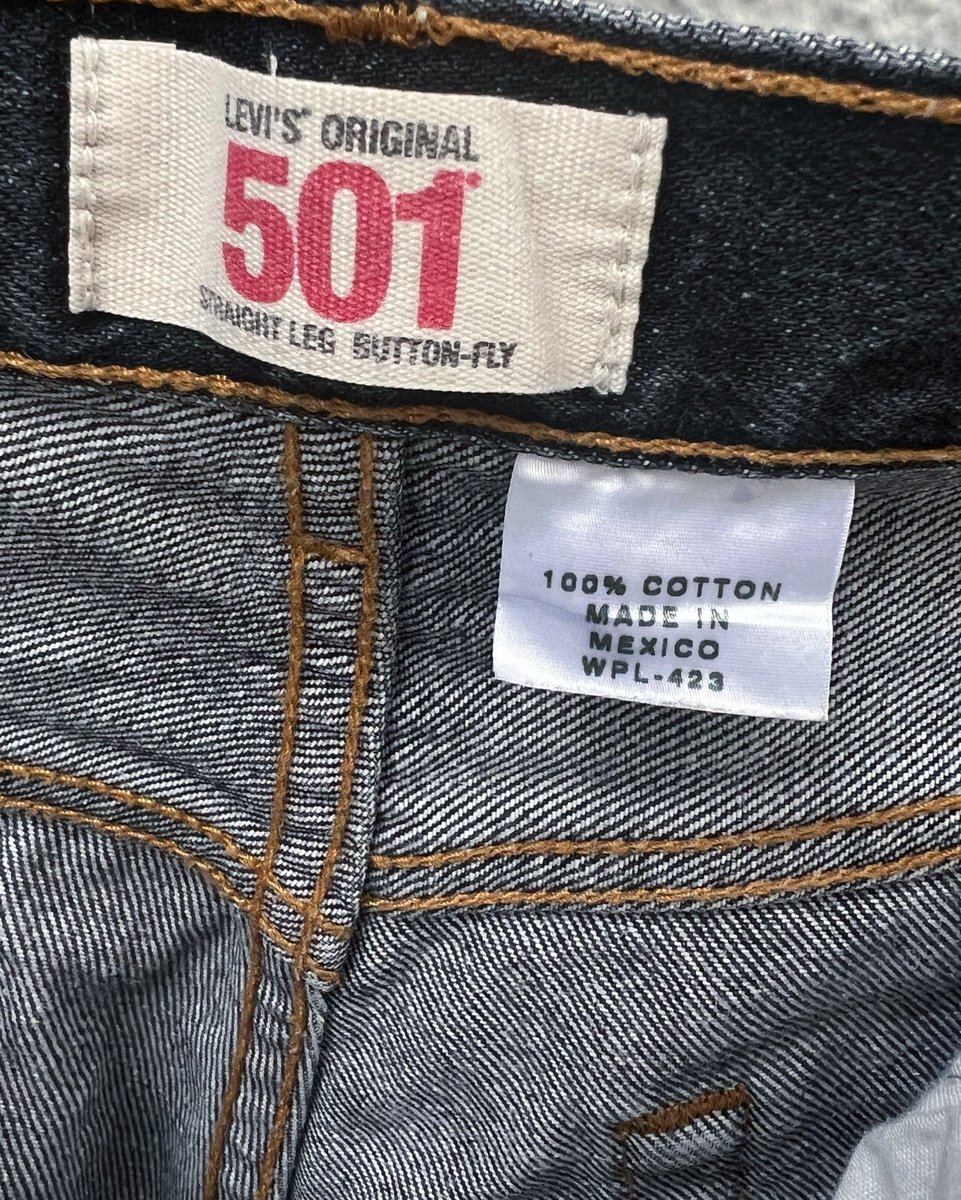 LEVI'S® ORIGINAL
501®
STRAIGHT LEG BUTTON-FLY
100% COTTON
MADE IN
MEXICO
WPL-423